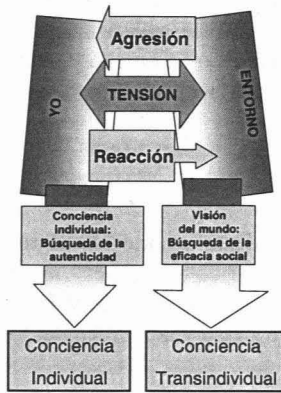 Agresión
YO
TENSIÓN
ENTORNO
Reacción
Conciencia
individual:
Búsqueda de la
autenticidad
Visión
del mundo:
Búsqueda de la
eficacia social
Conciencia
Individual
Conciencia
Transindividual